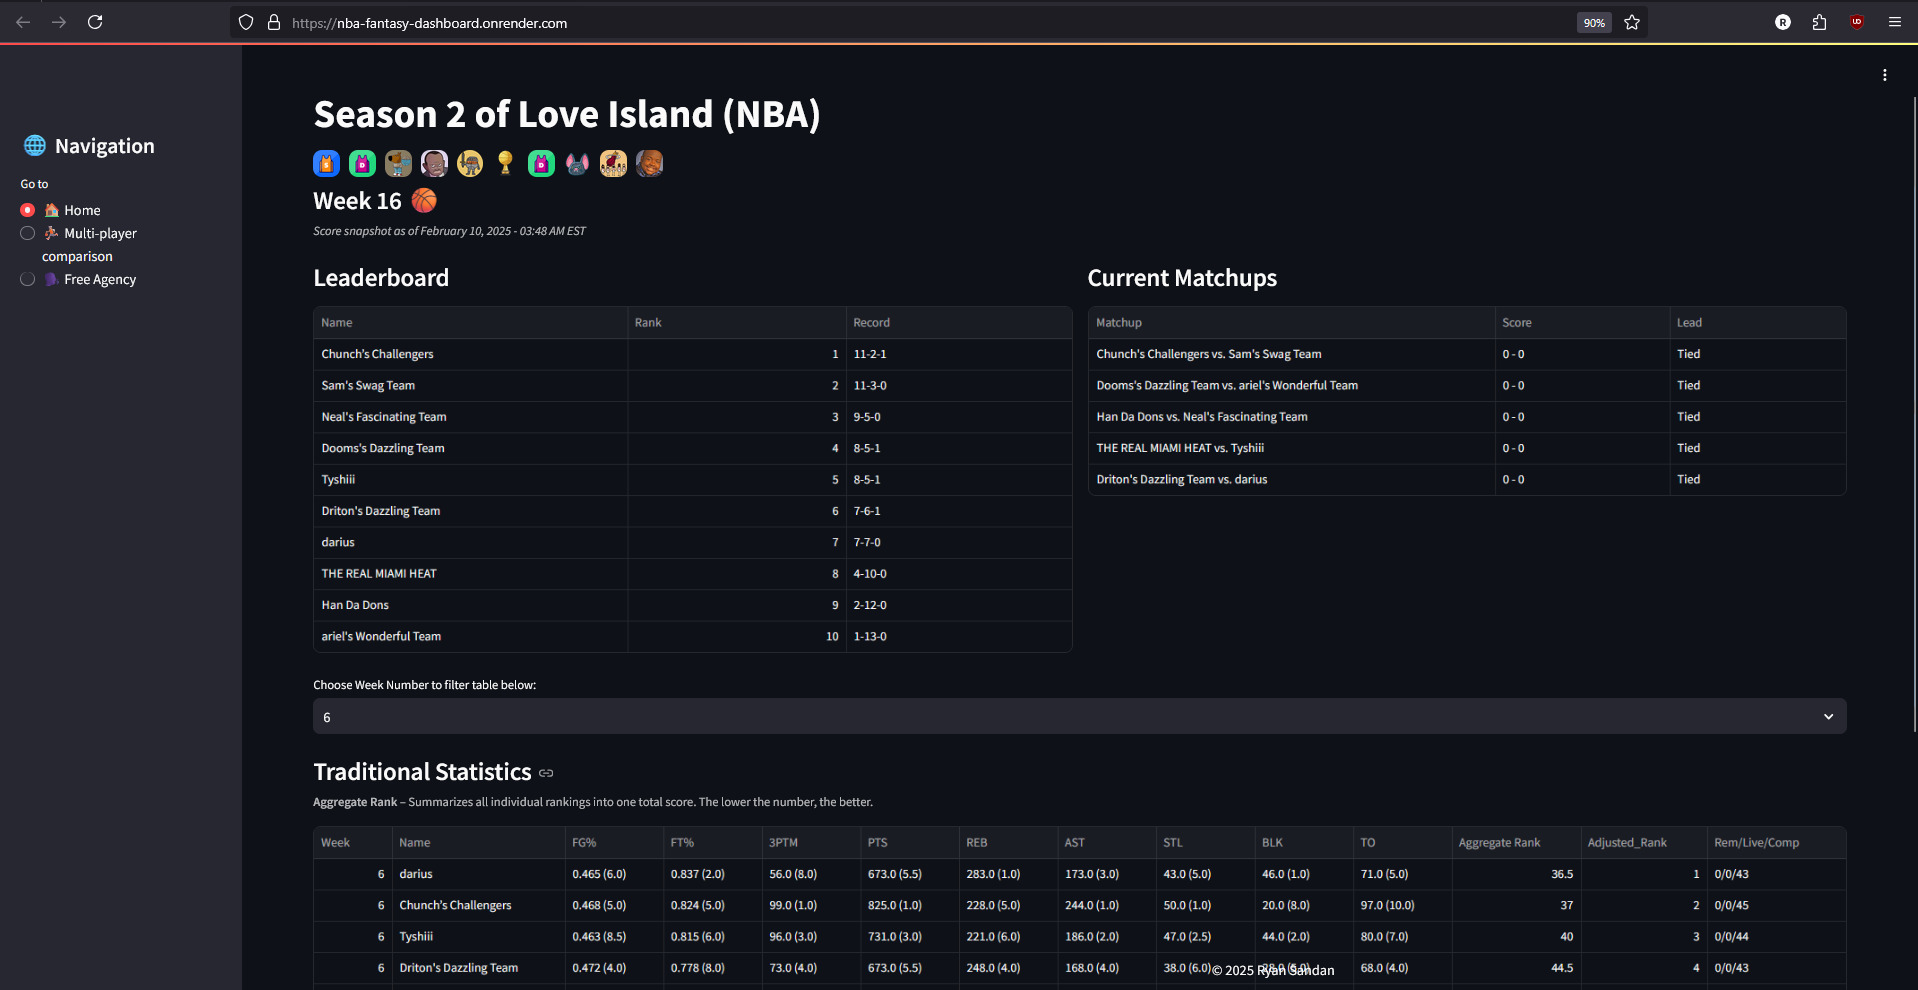 https://nba-fantasy-dashboard.onrender.com
90%
R
Navigation
Go to
Home
Multi-player
comparison
Free Agency
Season 2 of Love Island (NBA)
Week 16
Score snapshot as of February 10, 2025 - 03:48 AM EST
Leaderboard
Name Rank Record
Chunch's Challengers 1 11-2-1
Sam's Swag Team 2 11-3-0
Neal's Fascinating Team 3 9-5-0
Dooms's Dazzling Team 4 8-5-1
Tyshiii 5 8-5-1
Driton's Dazzling Team 6 7-6-1
darius 7 7-7-0
THE REAL MIAMI HEAT 8 4-10-0
Han Da Dons 9 2-12-0
ariel's Wonderful Team 10 1-13-0
Current Matchups
Matchup Score Lead
Chunch's Challengers vs. Sam's Swag Team 0 - 0 Tied
Dooms's Dazzling Team vs. ariel's Wonderful Team 0 - 0 Tied
Han Da Dons vs. Neal's Fascinating Team 0 - 0 Tied
THE REAL MIAMI HEAT vs. Tyshiii 0 - 0 Tied
Driton's Dazzling Team vs. darius 0 - 0 Tied
Choose Week Number to filter table below:
6
Traditional Statistics
Aggregate Rank – Summarizes all individual rankings into one total score. The lower the number, the better.
Week Name FG% FT% 3PTM PTS REB AST STL BLK TO Aggregate Rank Adjusted_Rank Rem/Live/Comp
6 darius 0.465 (6.0) 0.837 (2.0) 56.0 (8.0) 673.0 (5.5) 283.0 (1.0) 173.0 (3.0) 43.0 (5.0) 46.0 (1.0) 71.0 (5.0) 36.5 1 0/0/43
6 Chunch's Challengers 0.468 (5.0) 0.824 (5.0) 99.0 (1.0) 825.0 (1.0) 228.0 (5.0) 244.0 (1.0) 50.0 (1.0) 20.0 (8.0) 97.0 (10.0) 37 2 0/0/45
6 Tyshiii 0.463 (8.5) 0.815 (6.0) 96.0 (3.0) 731.0 (3.0) 221.0 (6.0) 186.0 (2.0) 47.0 (2.5) 44.0 (2.0) 80.0 (7.0) 40 3 0/0/44
6 Driton's Dazzling Team 0.472 (4.0) 0.778 (8.0) 73.0 (4.0) 673.0 (5.5) 248.0 (4.0) 168.0 (4.0) 38.0 (6.0) 68.0 (4.0) 44.5 4 0/0/43
© 2025 Ryan Sandan